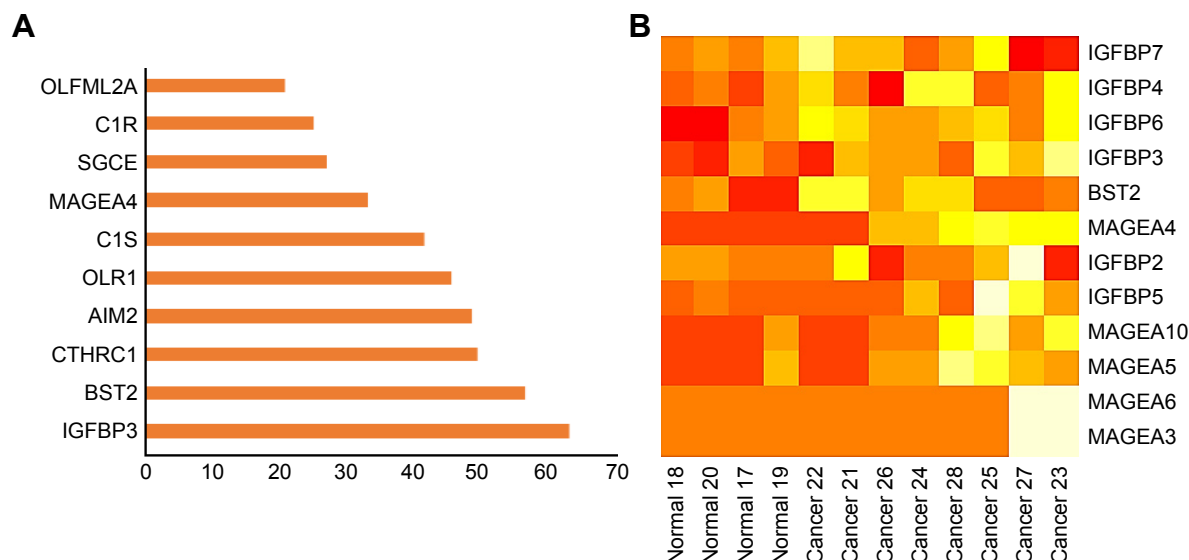 A
OLFML2A
C1R
SGCE
MAGEA4
C1S
OLR1
AIM2
CTHRC1
BST2
IGFBP3
0 10 20 30 40 50 60 70
B
IGFBP7
IGFBP4
IGFBP6
IGFBP3
BST2
MAGEA4
IGFBP2
IGFBP5
MAGEA10
MAGEA5
MAGEA6
MAGEA3
Normal 18
Normal 20
Normal 17
Normal 19
Cancer 22
Cancer 21
Cancer 26
Cancer 24
Cancer 28
Cancer 25
Cancer 27
Cancer 23